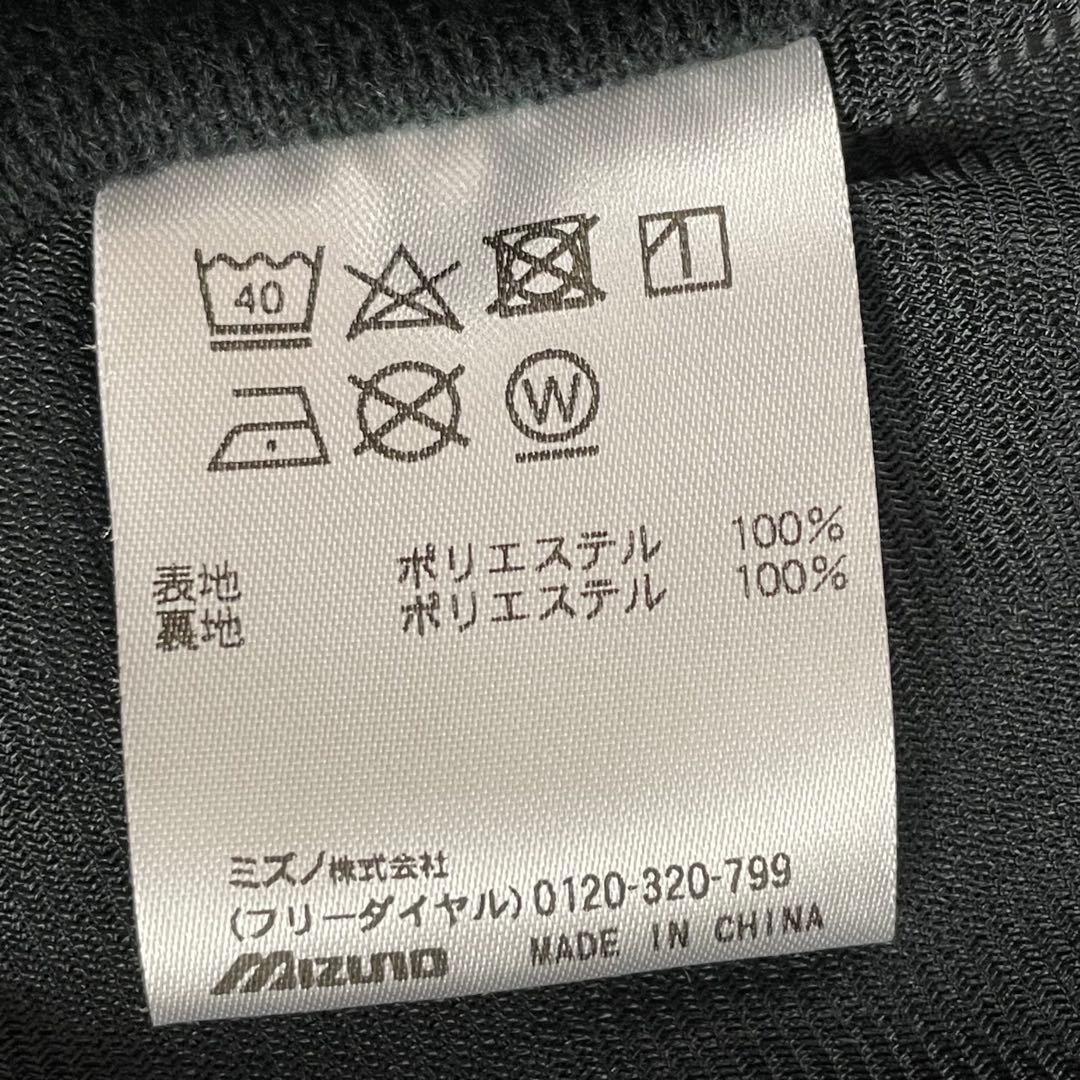 40
W
表地 ポリエステル 100%
裏地 ポリエステル 100%
ミズノ株式会社
(フリーダイヤル)0120-320-799
MIZUNO MADE IN CHINA